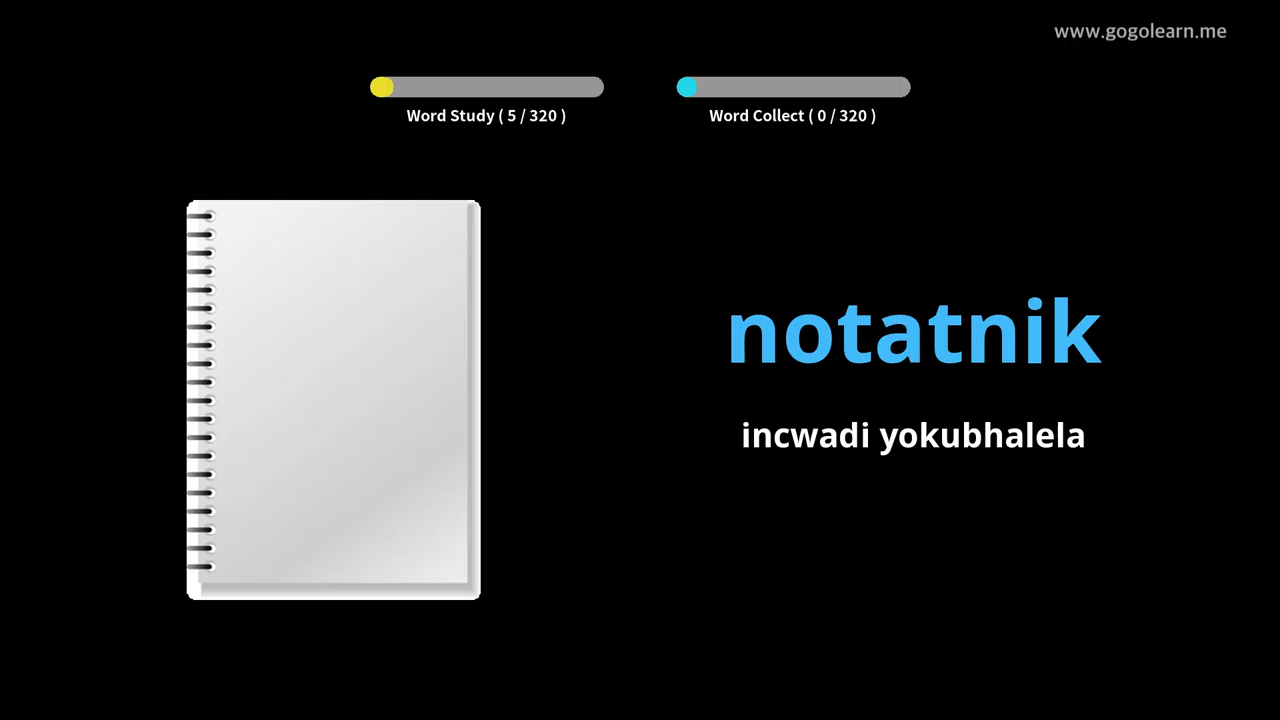 www.gogolearn.me
Word Study ( 5 / 320 )
Word Collect ( 0 / 320 )
notatnik
incwadi yokubhalela